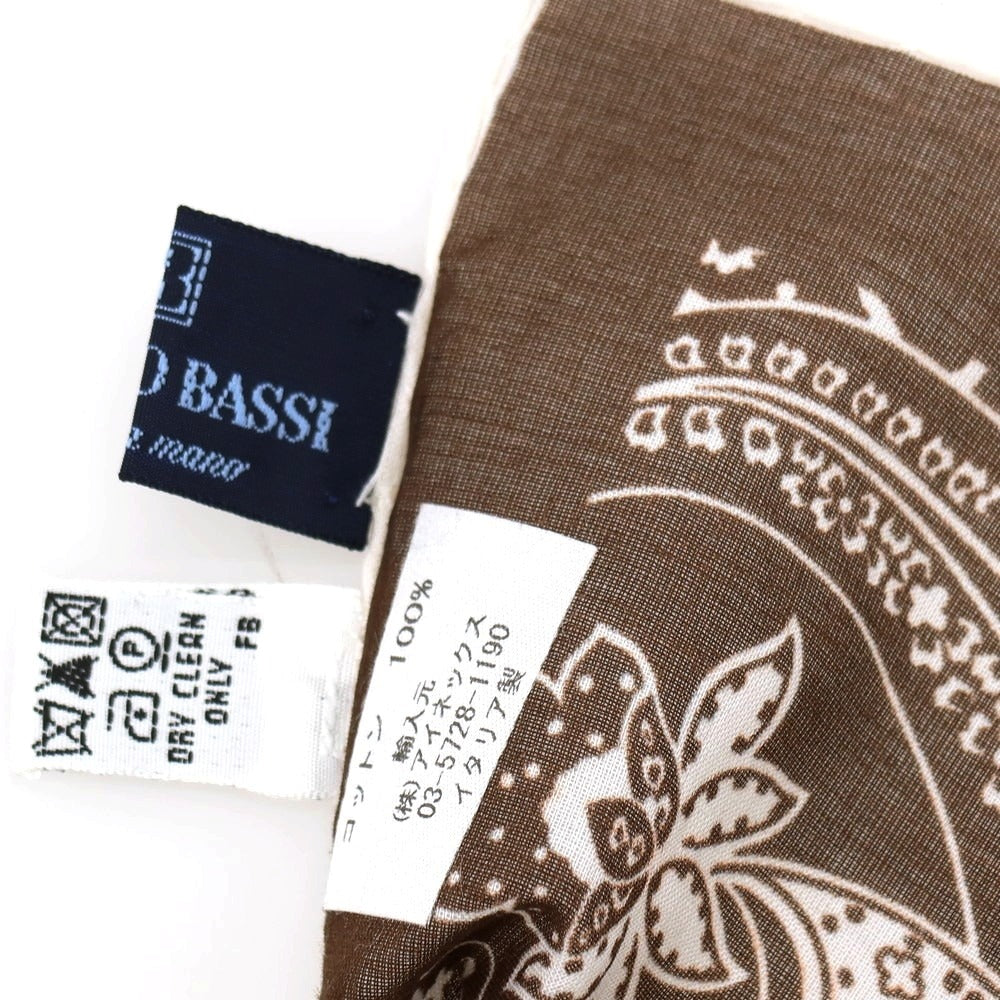 O BASSI
a mano
DRY CLEAN
ONLY
FB
コットン 100%
輸入元
(株)アイネックス
03-5728-1190
イタリア製